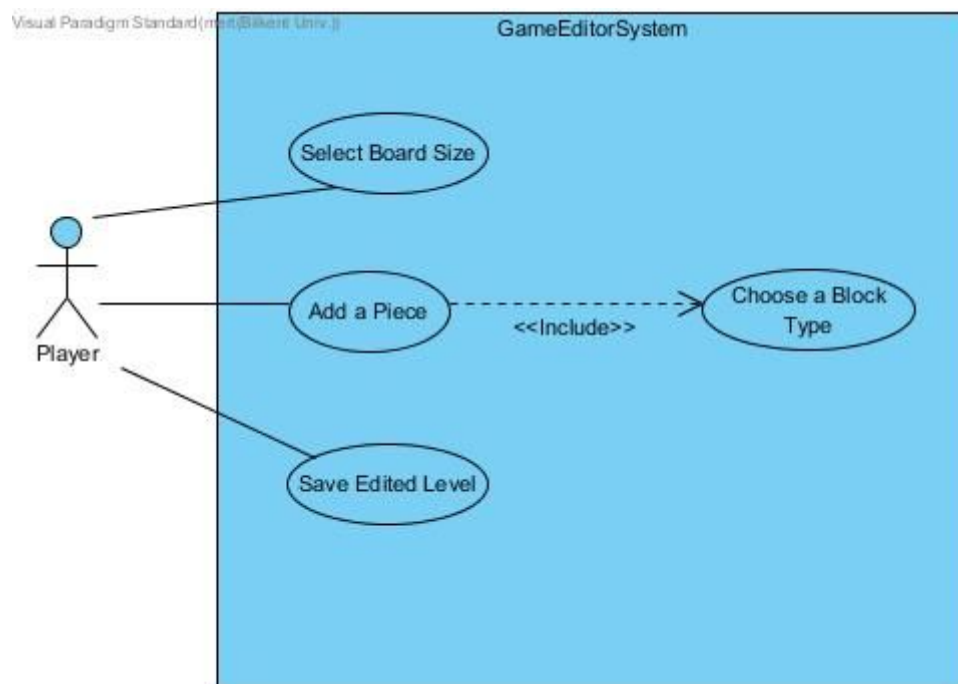 Visual Paradigm Standard(mert(Bilkent Univ.))
GameEditorSystem
Select Board Size
Add a Piece
<<Include>>
Choose a Block
Type
Player
Save Edited Level